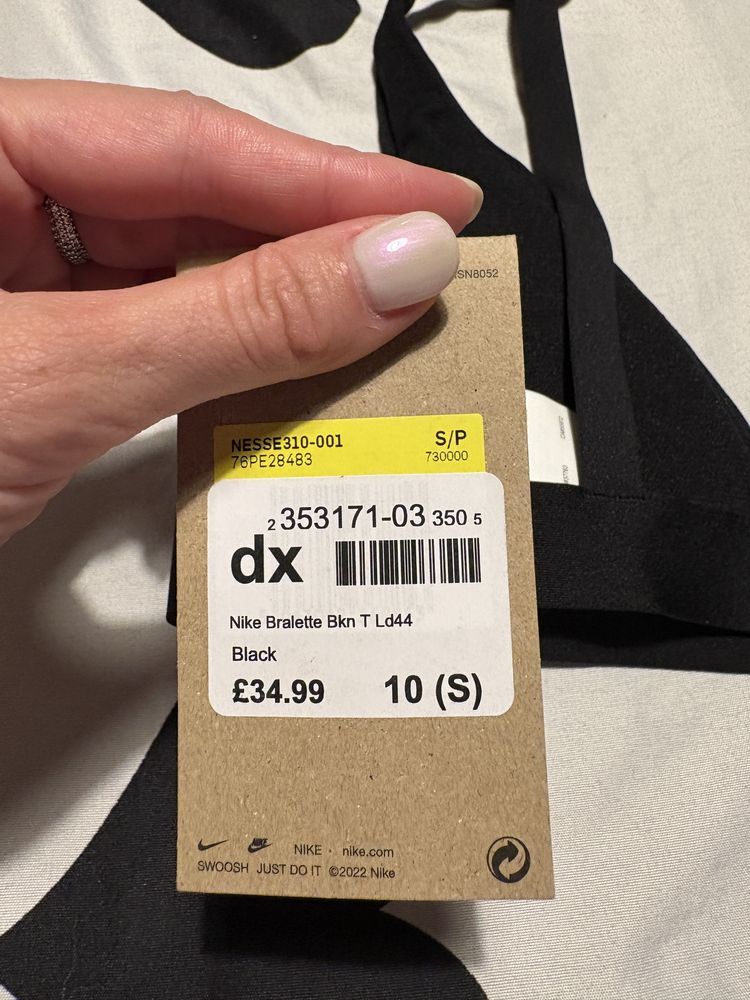 SN8052
NESSE310-001 S/P
76PE28483 730000
2 353171-03 350 5
dx
Nike Bralette Bkn T Ld44
Black
£34.99 10 (S)
NIKE · nike.com
SWOOSH JUST DO IT ©2022 Nike